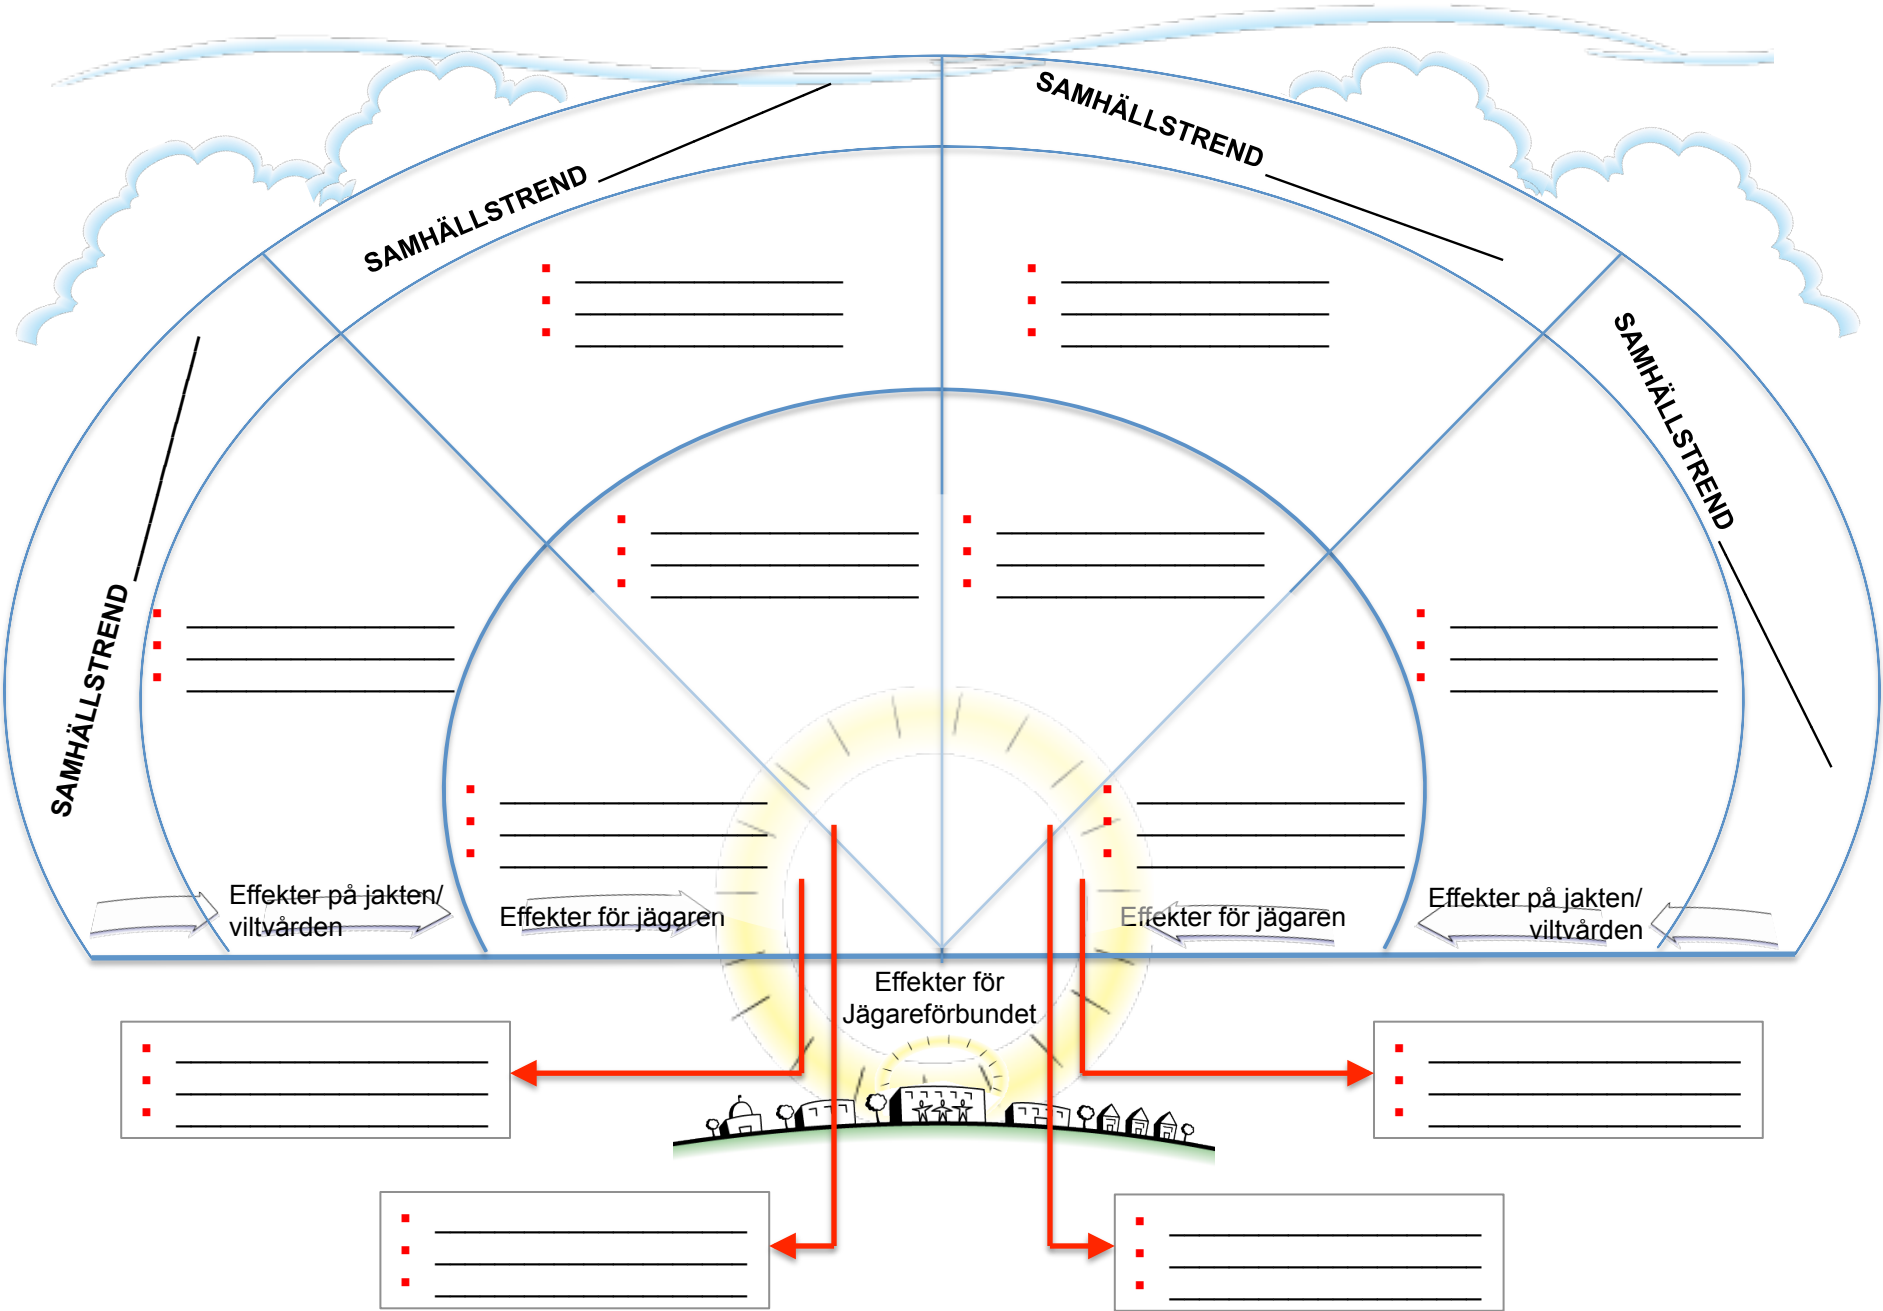 SAMHÄLLSTREND
SAMHÄLLSTREND
SAMHÄLLSTREND
SAMHÄLLSTREND
Effekter på jakten/
viltvården
Effekter för jägaren
Effekter för jägaren
Effekter på jakten/
viltvården
Effekter för
Jägareförbundet